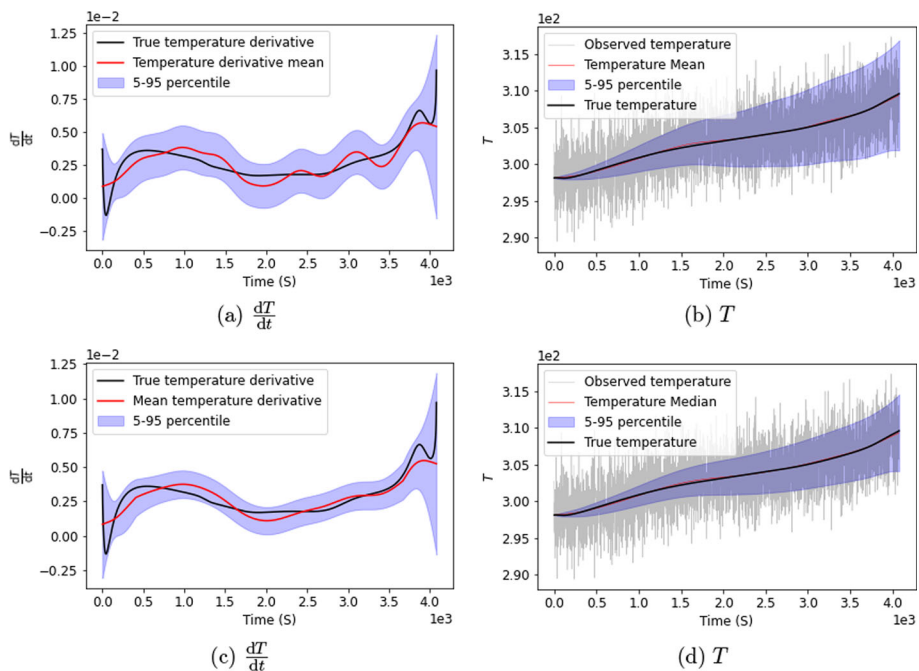 1e−2
1.25
1.00
0.75
0.50
0.25
0.00
−0.25
dT/dt
True temperature derivative
Temperature derivative mean
5-95 percentile
0.0 0.5 1.0 1.5 2.0 2.5 3.0 3.5 4.0
1e3
Time (S)
(a) dT/dt
1e2
3.15
3.10
3.05
3.00
2.95
2.90
T
Observed temperature
Temperature Mean
5-95 percentile
True temperature
0.0 0.5 1.0 1.5 2.0 2.5 3.0 3.5 4.0
1e3
Time (S)
(b) T
1e−2
1.25
1.00
0.75
0.50
0.25
0.00
−0.25
dT/dt
True temperature derivative
Mean temperature derivative
5-95 percentile
0.0 0.5 1.0 1.5 2.0 2.5 3.0 3.5 4.0
1e3
Time (S)
(c) dT/dt
1e2
3.15
3.10
3.05
3.00
2.95
2.90
T
Observed temperature
Temperature Median
5-95 percentile
True temperature
0.0 0.5 1.0 1.5 2.0 2.5 3.0 3.5 4.0
1e3
Time (S)
(d) T